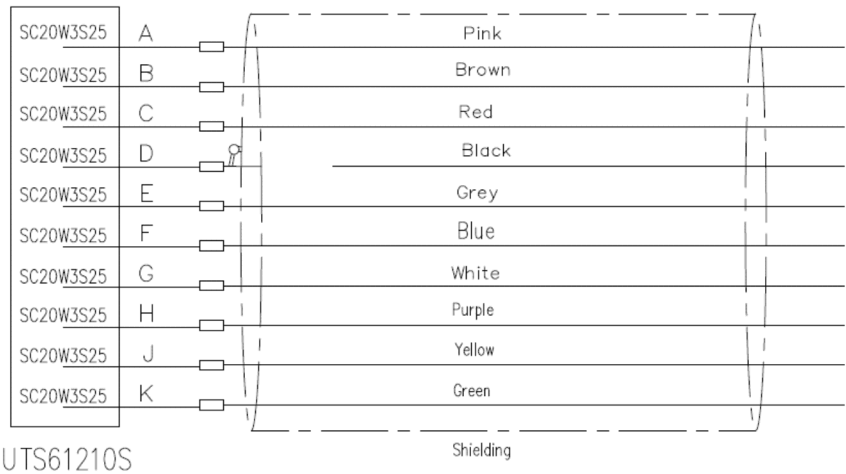 SC20W3S25 A Pink
SC20W3S25 B Brown
SC20W3S25 C Red
SC20W3S25 D Black
SC20W3S25 E Grey
SC20W3S25 F Blue
SC20W3S25 G White
SC20W3S25 H Purple
SC20W3S25 J Yellow
SC20W3S25 K Green
Shielding
UTS61210S